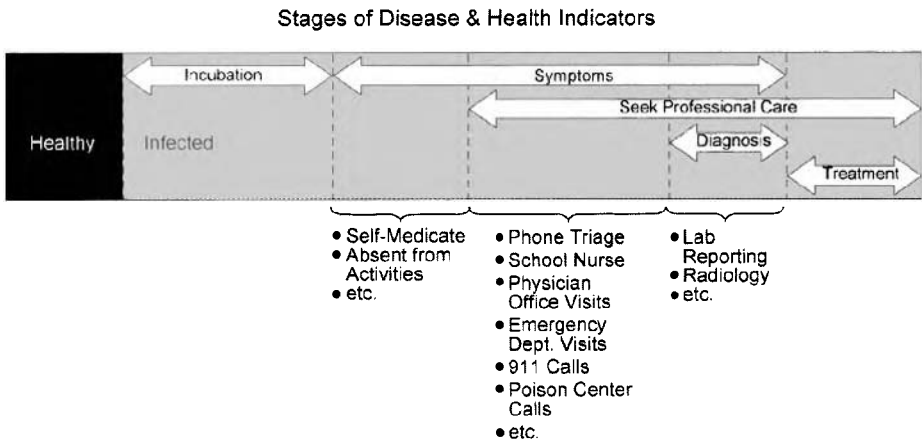 Stages of Disease & Health Indicators
Incubation
Symptoms
Seek Professional Care
Healthy
Infected
Diagnosis
Treatment
● Self-Medicate
● Absent from
Activities
● etc.
● Phone Triage
● School Nurse
● Physician
Office Visits
● Emergency
Dept. Visits
● 911 Calls
● Poison Center
Calls
● etc.
● Lab
Reporting
● Radiology
● etc.